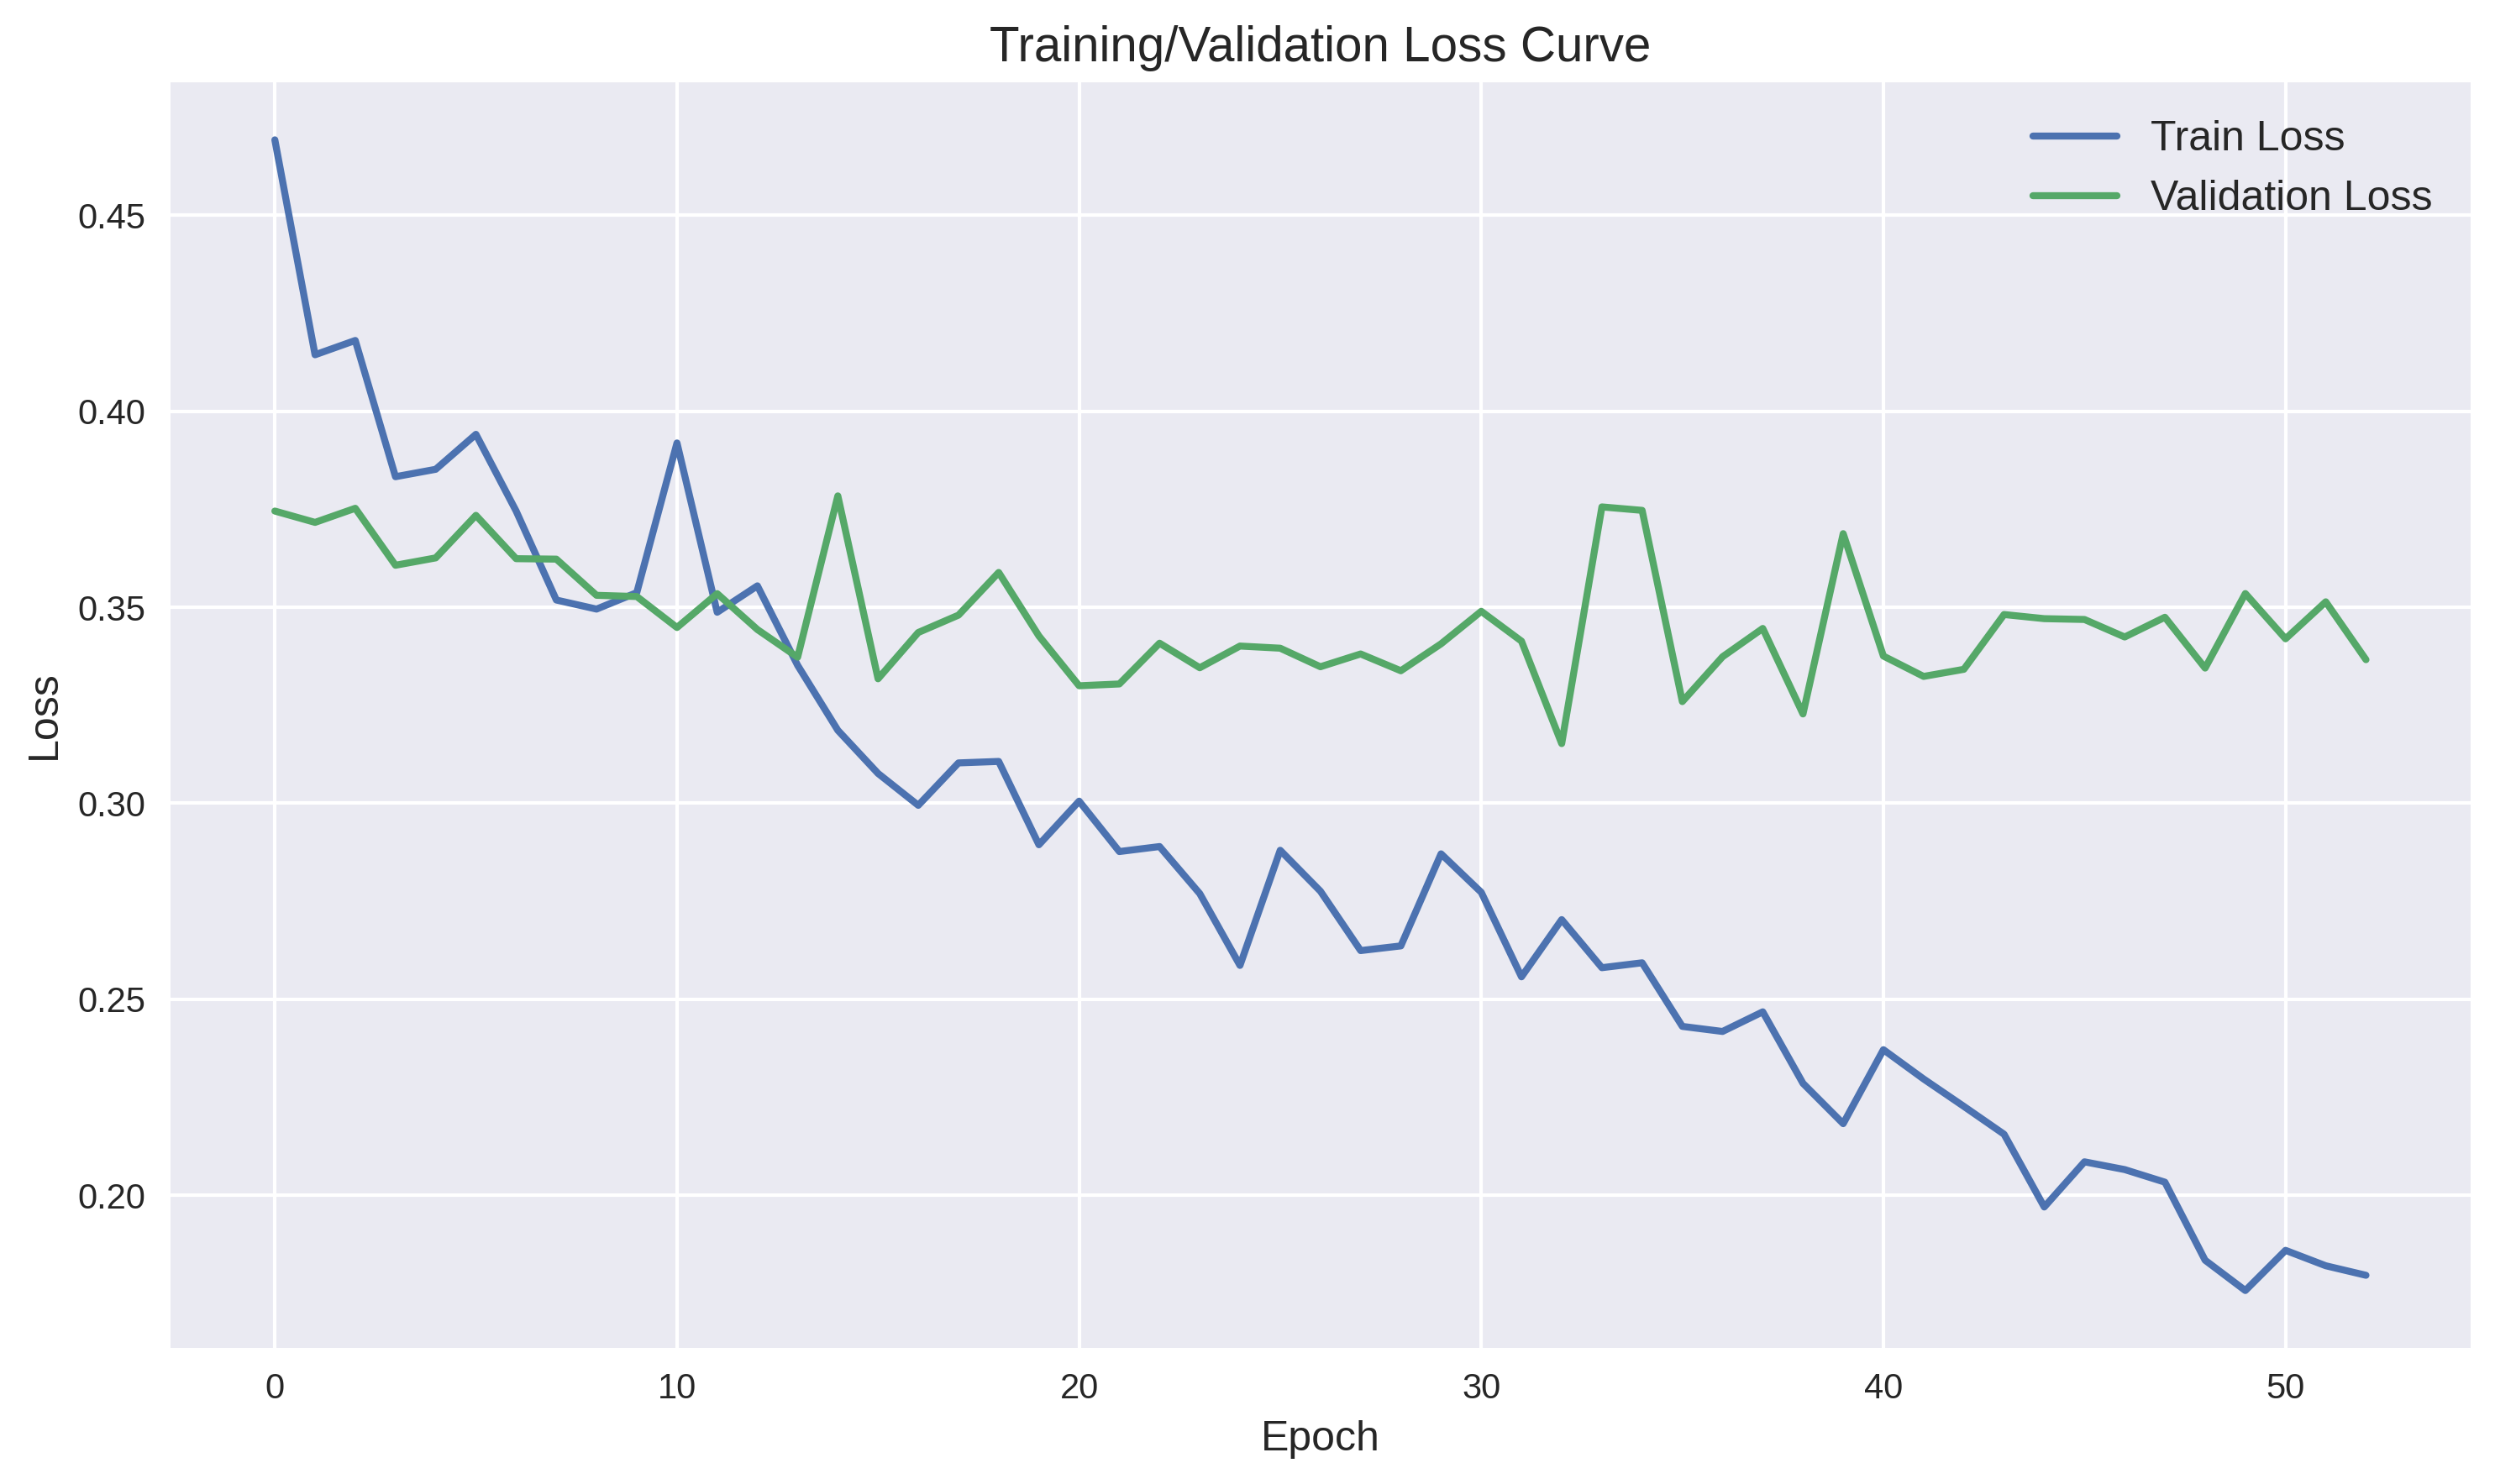 Training/Validation Loss Curve
Train Loss
Validation Loss
0.45
0.40
0.35
0.30
0.25
0.20
Loss
0 10 20 30 40 50
Epoch